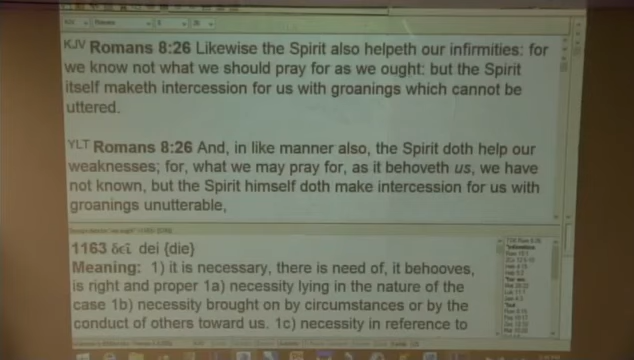 KJV Romans 8:26 Likewise the Spirit also helpeth our infirmities: for
we know not what we should pray for as we ought: but the Spirit
itself maketh intercession for us with groanings which cannot be
uttered.
YLT Romans 8:26 And, in like manner also, the Spirit doth help our
weaknesses; for, what we may pray for, as it behoveth us, we have
not known, but the Spirit himself doth make intercession for us with
groanings unutterable,
1163 δεῖ dei {die}
Meaning: 1) it is necessary, there is need of, it behooves,
is right and proper 1a) necessity lying in the nature of the
case 1b) necessity brought on by circumstances or by the
conduct of others toward us. 1c) necessity in reference to